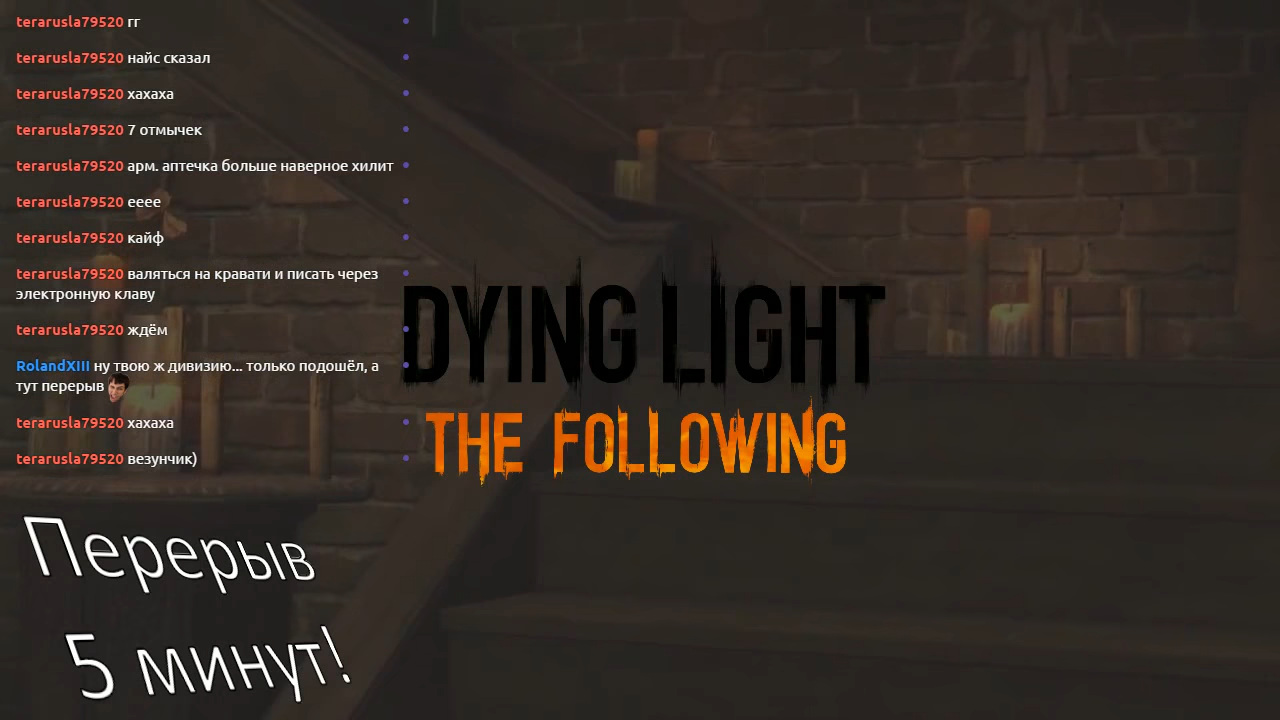 terarusla79520 гг
terarusla79520 найс сказал
terarusla79520 хахаха
terarusla79520 7 отмычек
terarusla79520 арм. аптечка больше наверное хилит
terarusla79520 ееее
terarusla79520 кайф
terarusla79520 валяться на кравати и писать через
электронную клаву
terarusla79520 ждём
RolandXIII ну твою ж дивизию... только подошёл, а
тут перерыв
terarusla79520 хахаха
terarusla79520 везунчик)
DYING LIGHT
THE FOLLOWING
Перерыв
5 минут!